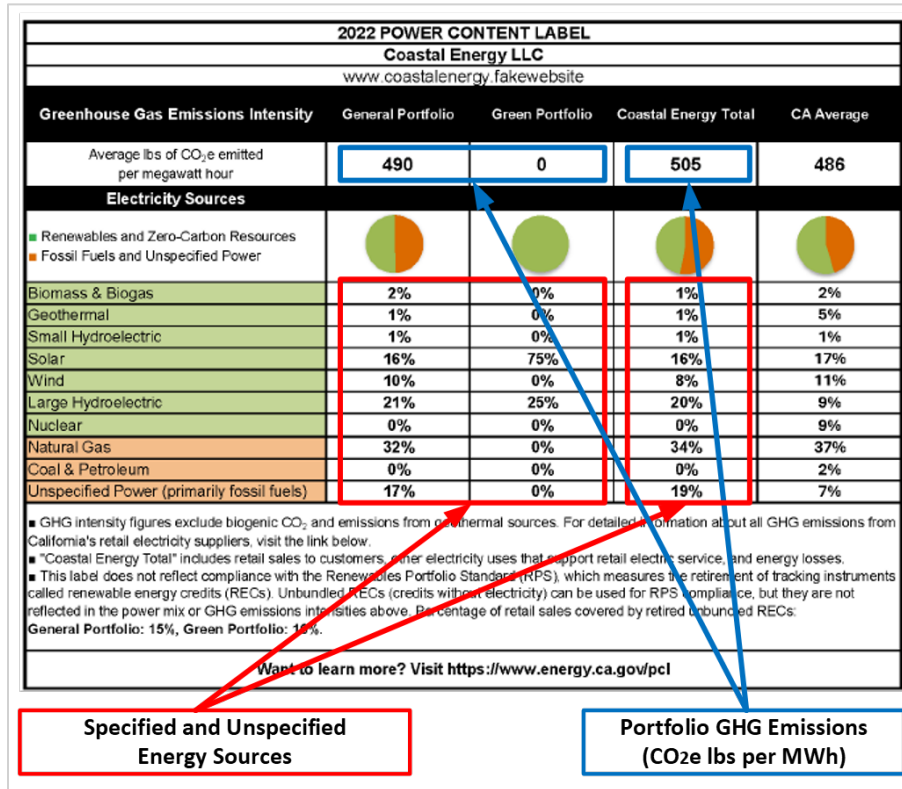 2022 POWER CONTENT LABEL
Coastal Energy LLC
www.coastalenergy.fakewebsite
Greenhouse Gas Emissions Intensity General Portfolio Green Portfolio Coastal Energy Total CA Average
Average lbs of CO₂e emitted
per megawatt hour
490 0 505 486
Electricity Sources
Renewables and Zero-Carbon Resources
Fossil Fuels and Unspecified Power
Biomass & Biogas 2% 0% 1% 2%
Geothermal 1% 0% 1% 5%
Small Hydroelectric 1% 0% 1% 1%
Solar 16% 75% 16% 17%
Wind 10% 0% 8% 11%
Large Hydroelectric 21% 25% 20% 9%
Nuclear 0% 0% 0% 9%
Natural Gas 32% 0% 34% 37%
Coal & Petroleum 0% 0% 0% 2%
Unspecified Power (primarily fossil fuels) 17% 0% 19% 7%
■ GHG intensity figures exclude biogenic CO₂ and emissions from geothermal sources. For detailed information about all GHG emissions from
California's retail electricity suppliers, visit the link below.
■ "Coastal Energy Total" includes retail sales to customers, other electricity uses that support retail electric service, and energy losses.
■ This label does not reflect compliance with the Renewables Portfolio Standard (RPS), which measures the retirement of tracking instruments
called renewable energy credits (RECs). Unbundled RECs (credits without electricity) can be used for RPS compliance, but they are not
reflected in the power mix or GHG emissions intensities above. Percentage of retail sales covered by retired unbundled RECs:
General Portfolio: 15%, Green Portfolio:
Want to learn more? Visit https://www.energy.ca.gov/pcl
Specified and Unspecified
Energy Sources
Portfolio GHG Emissions
(CO2e lbs per MWh)